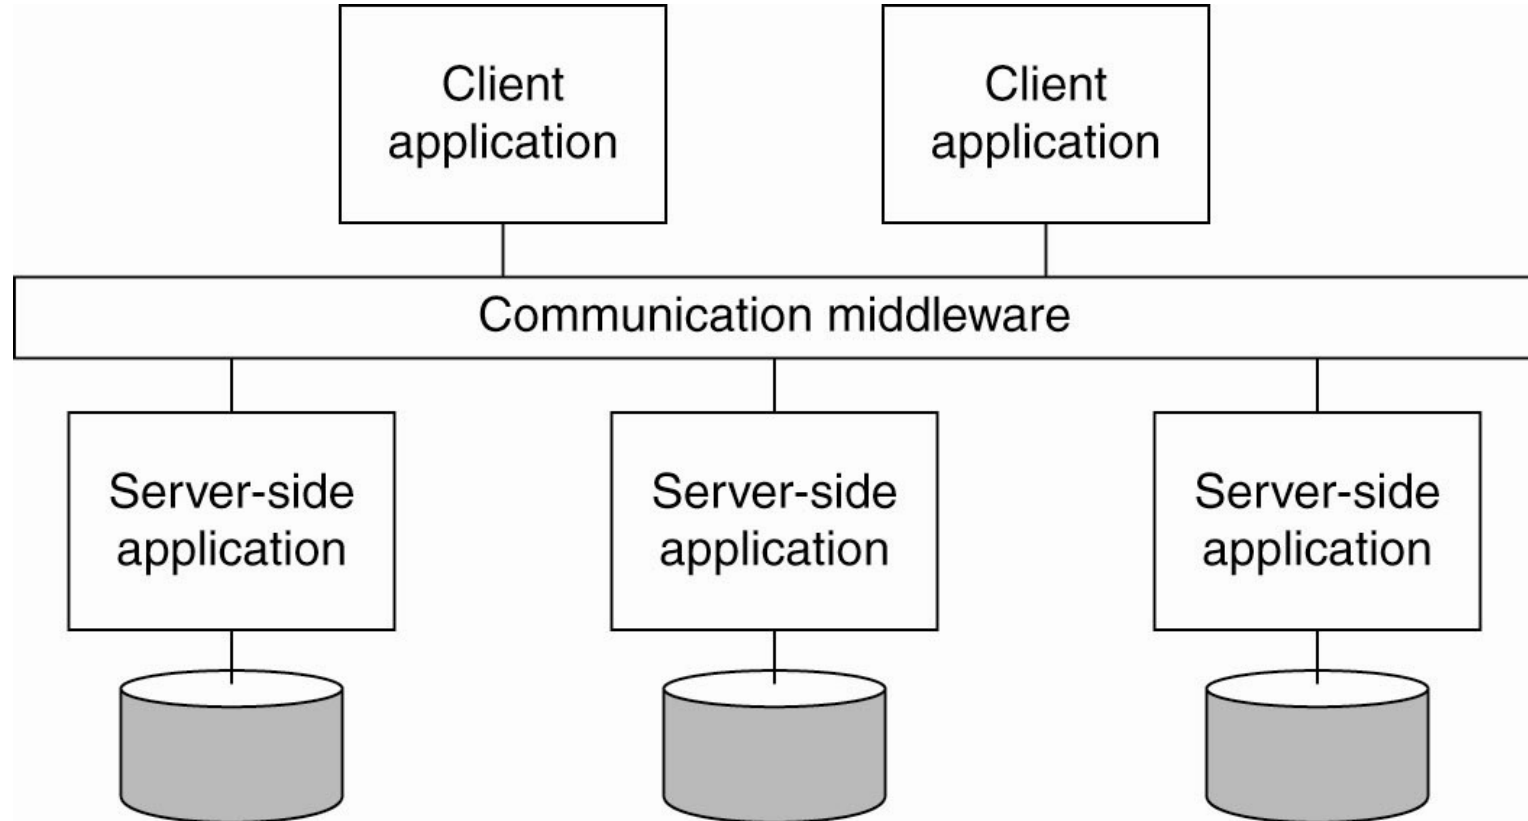 Client
application
Client
application
Communication middleware
Server-side
application
Server-side
application
Server-side
application